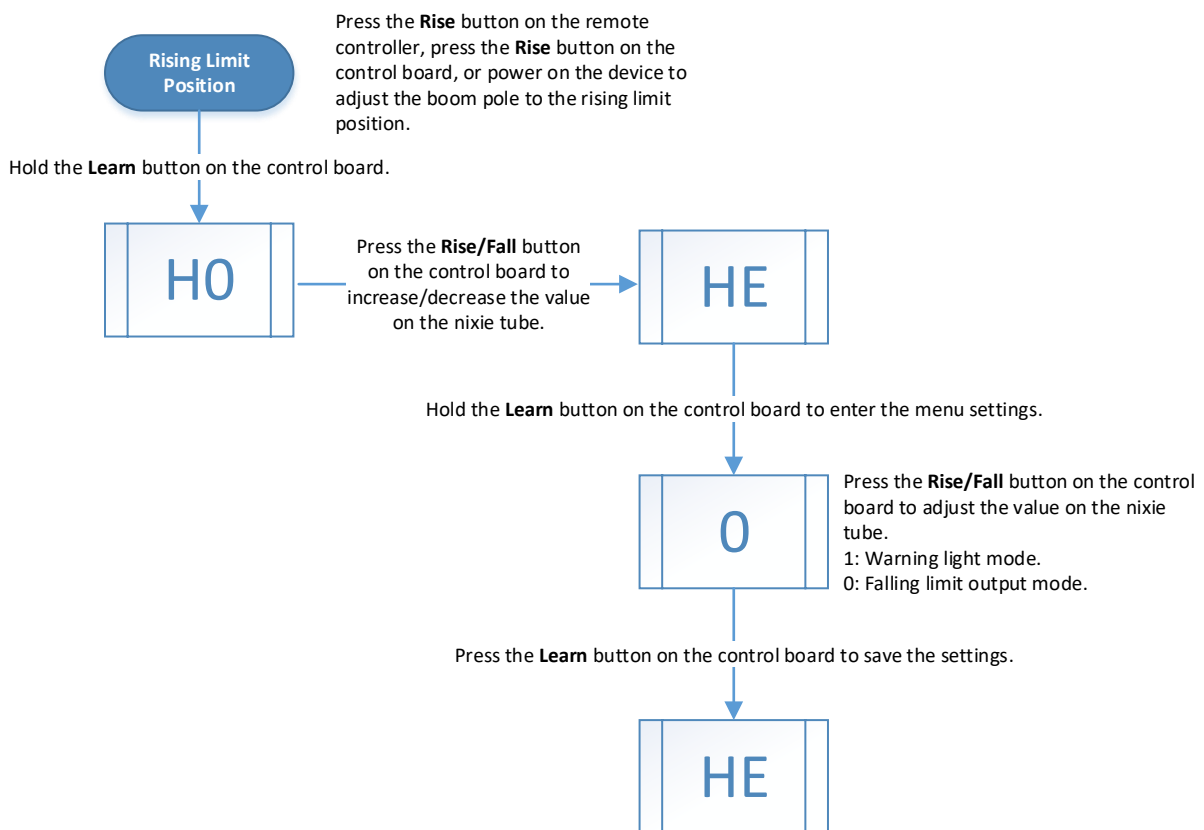 Rising Limit
Position
Press the Rise button on the remote
controller, press the Rise button on the
control board, or power on the device to
adjust the boom pole to the rising limit
position.
Hold the Learn button on the control board.
H0
Press the Rise/Fall button
on the control board to
increase/decrease the value
on the nixie tube.
HE
Hold the Learn button on the control board to enter the menu settings.
0
Press the Rise/Fall button on the control
board to adjust the value on the nixie
tube.
1: Warning light mode.
0: Falling limit output mode.
Press the Learn button on the control board to save the settings.
HE